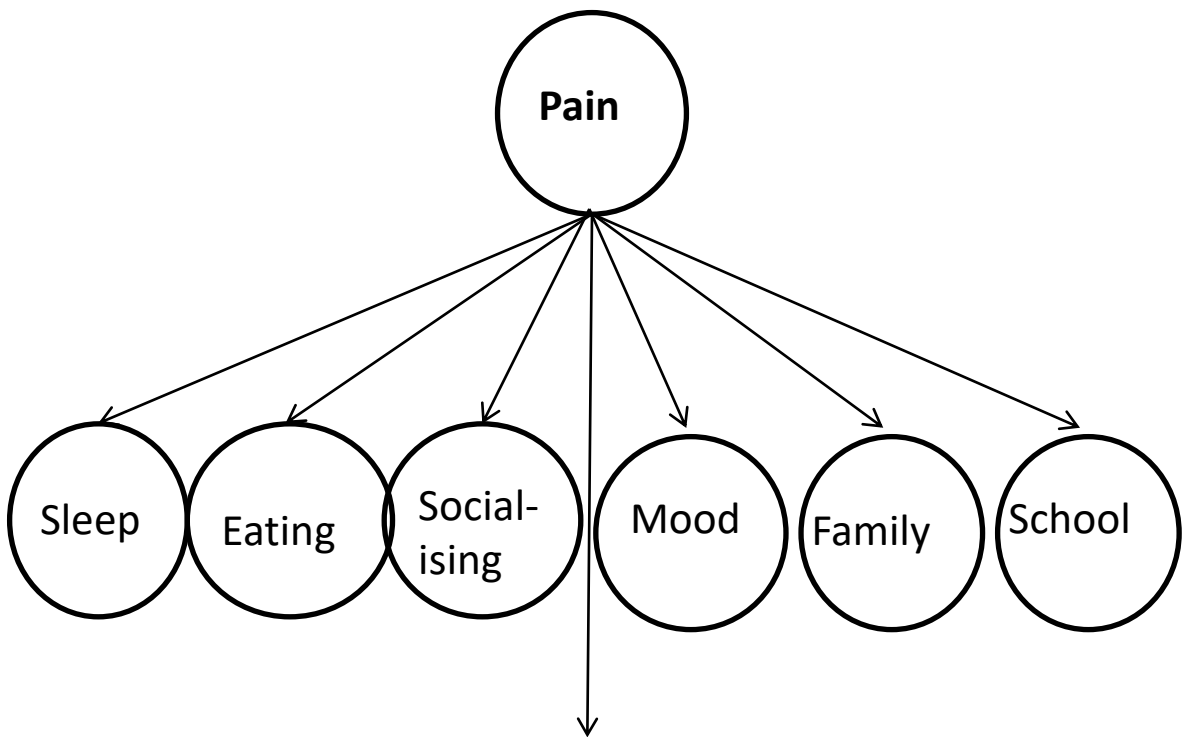 Pain
Sleep
Eating
Social-
ising
Mood
Family
School